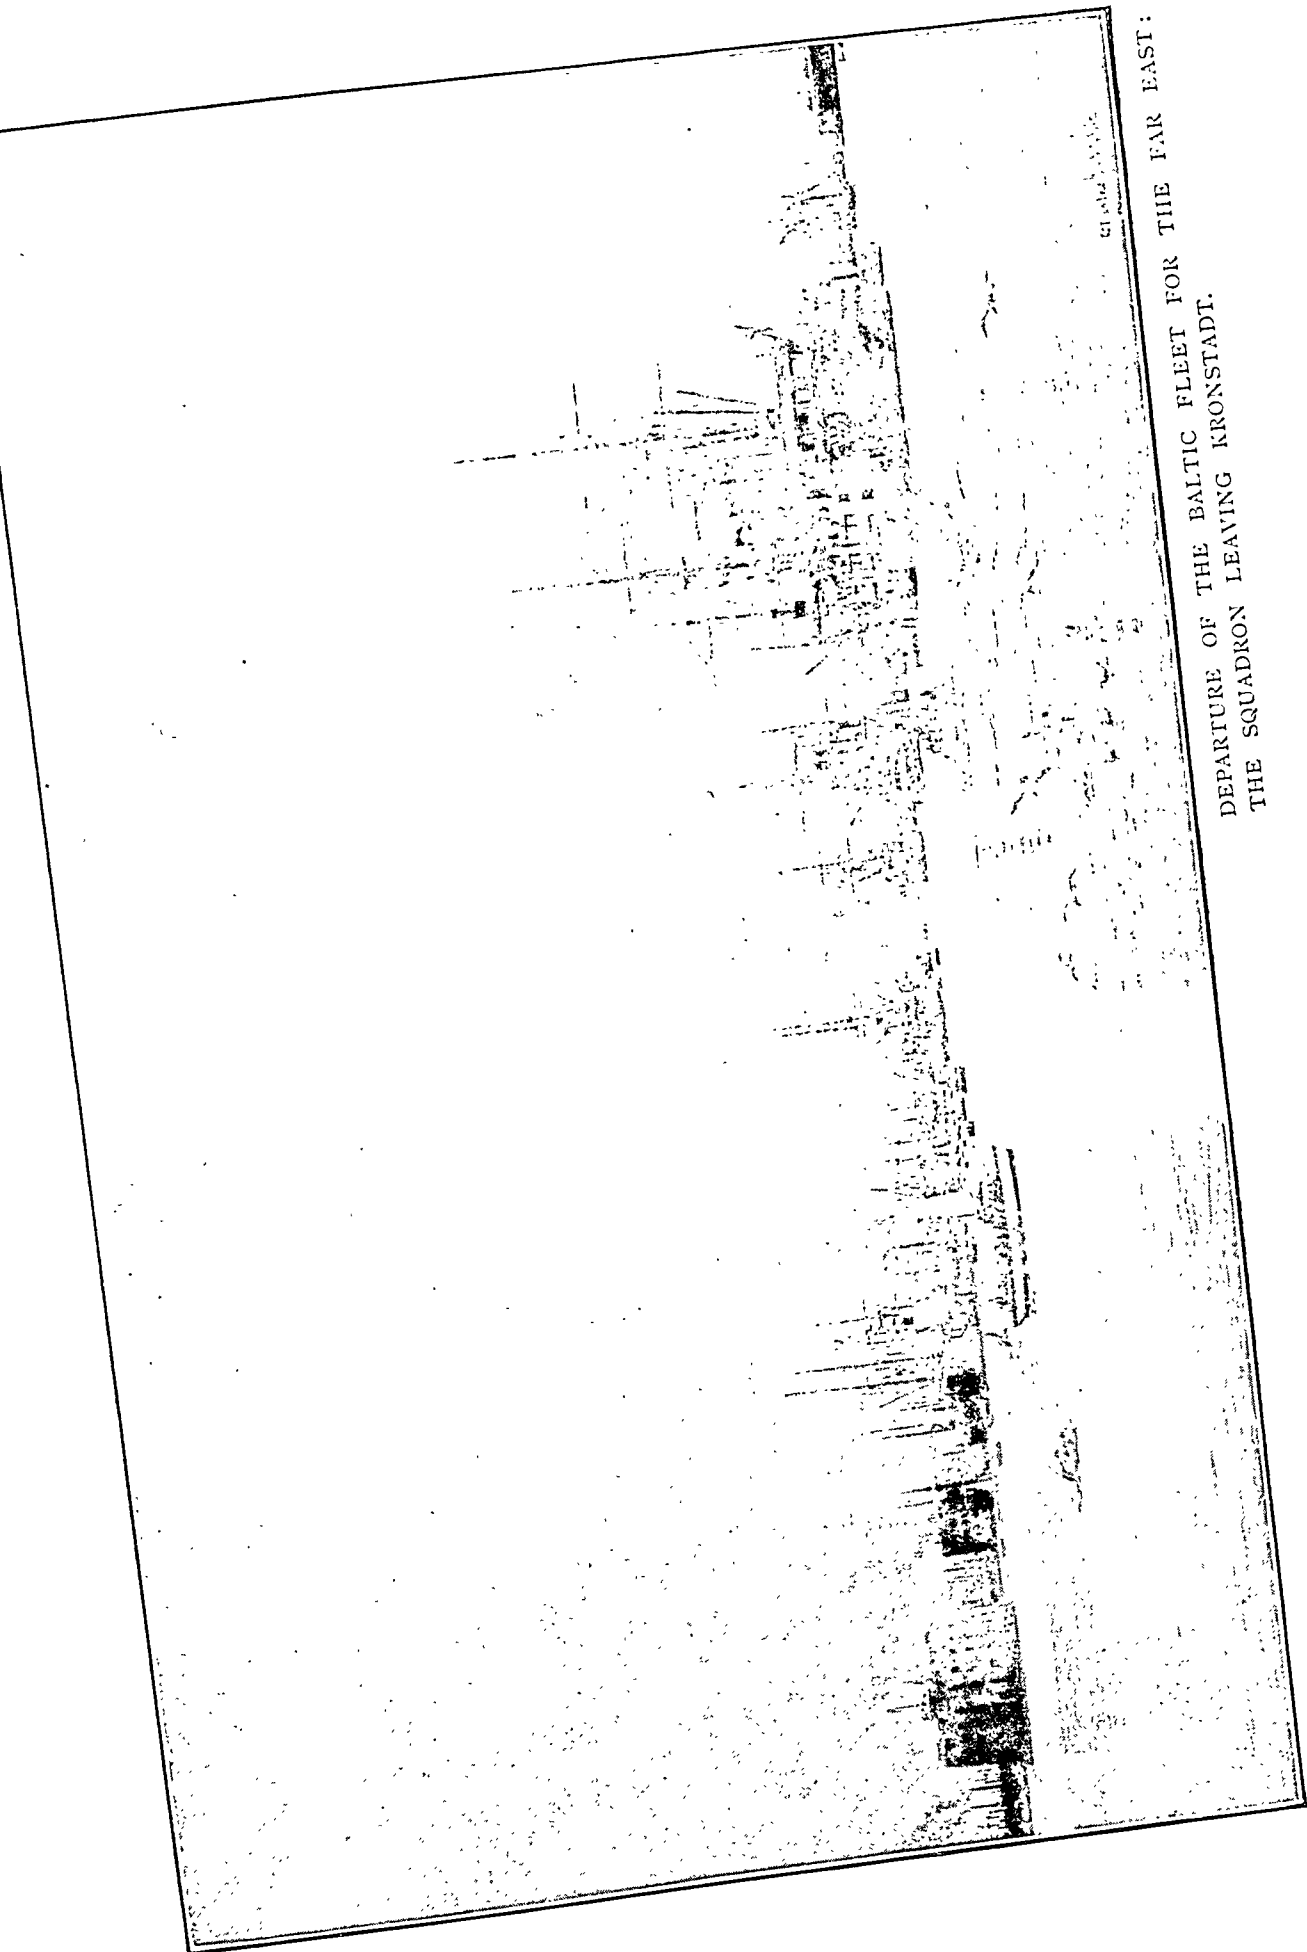 DEPARTURE OF THE BALTIC FLEET FOR THE FAR EAST:
THE SQUADRON LEAVING KRONSTADT.